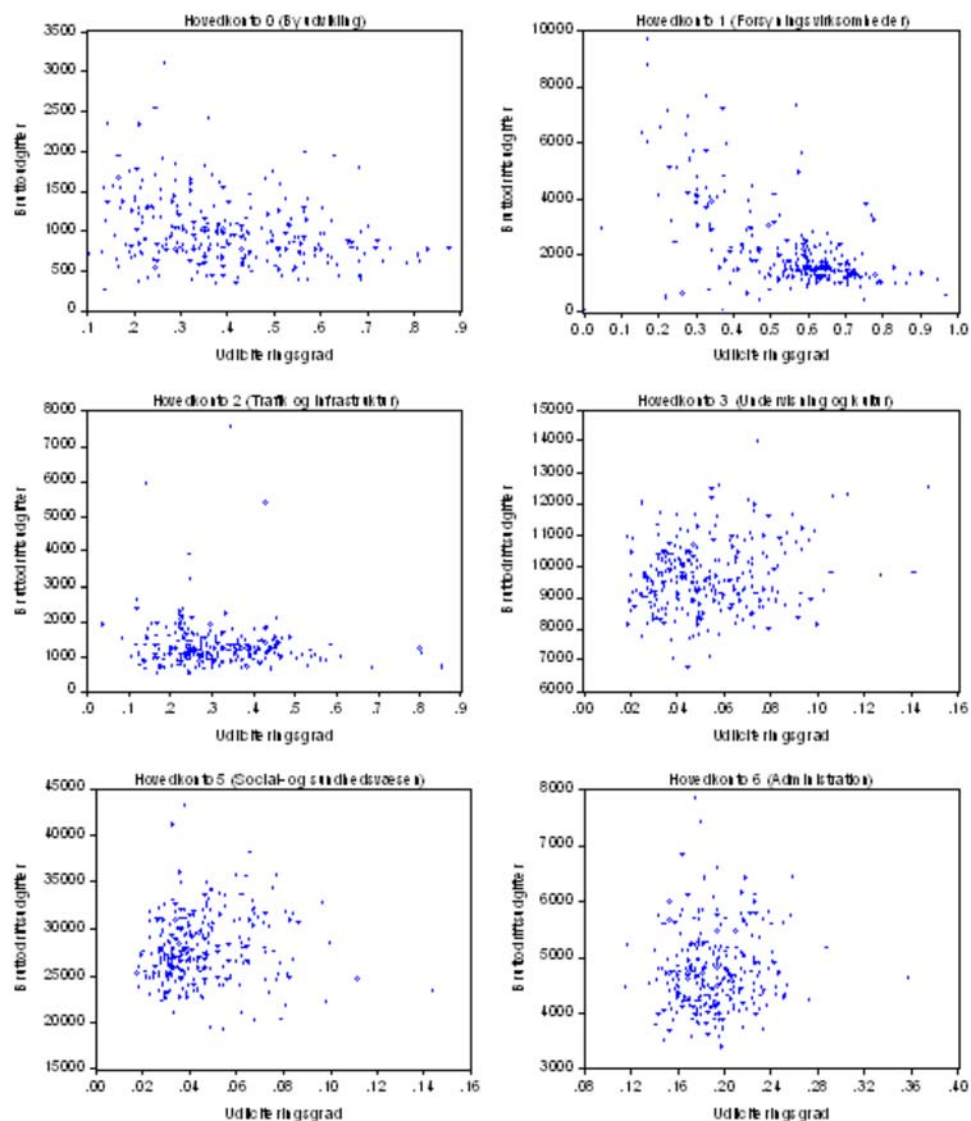 Hovedkonto 0 (Byudvikling)
Bruttoudgifter
3500
3000
2500
2000
1500
1000
500
0
.1 .2 .3 .4 .5 .6 .7 .8 .9
Udliciteringsgrad
Hovedkonto 1 (Forsyningsvirksomheder)
Bruttodriftsudgifter
10000
8000
6000
4000
2000
0
0.0 0.1 0.2 0.3 0.4 0.5 0.6 0.7 0.8 0.9 1.0
Udliciteringsgrad
Hovedkonto 2 (Trafik og infrastruktur)
Bruttodriftsudgifter
8000
7000
6000
5000
4000
3000
2000
1000
0
.0 .1 .2 .3 .4 .5 .6 .7 .8 .9
Udliciteringsgrad
Hovedkonto 3 (Undervisning og kultur)
Bruttodriftsudgifter
15000
14000
13000
12000
11000
10000
9000
8000
7000
6000
.00 .02 .04 .06 .08 .10 .12 .14 .16
Udliciteringsgrad
Hovedkonto 5 (Social- og sundhedsvæsen)
Bruttodriftsudgifter
45000
40000
35000
30000
25000
20000
15000
.00 .02 .04 .06 .08 .10 .12 .14 .16
Udliciteringsgrad
Hovedkonto 6 (Administration)
Bruttodriftsudgifter
8000
7000
6000
5000
4000
3000
.08 .12 .16 .20 .24 .28 .32 .36 .40
Udliciteringsgrad